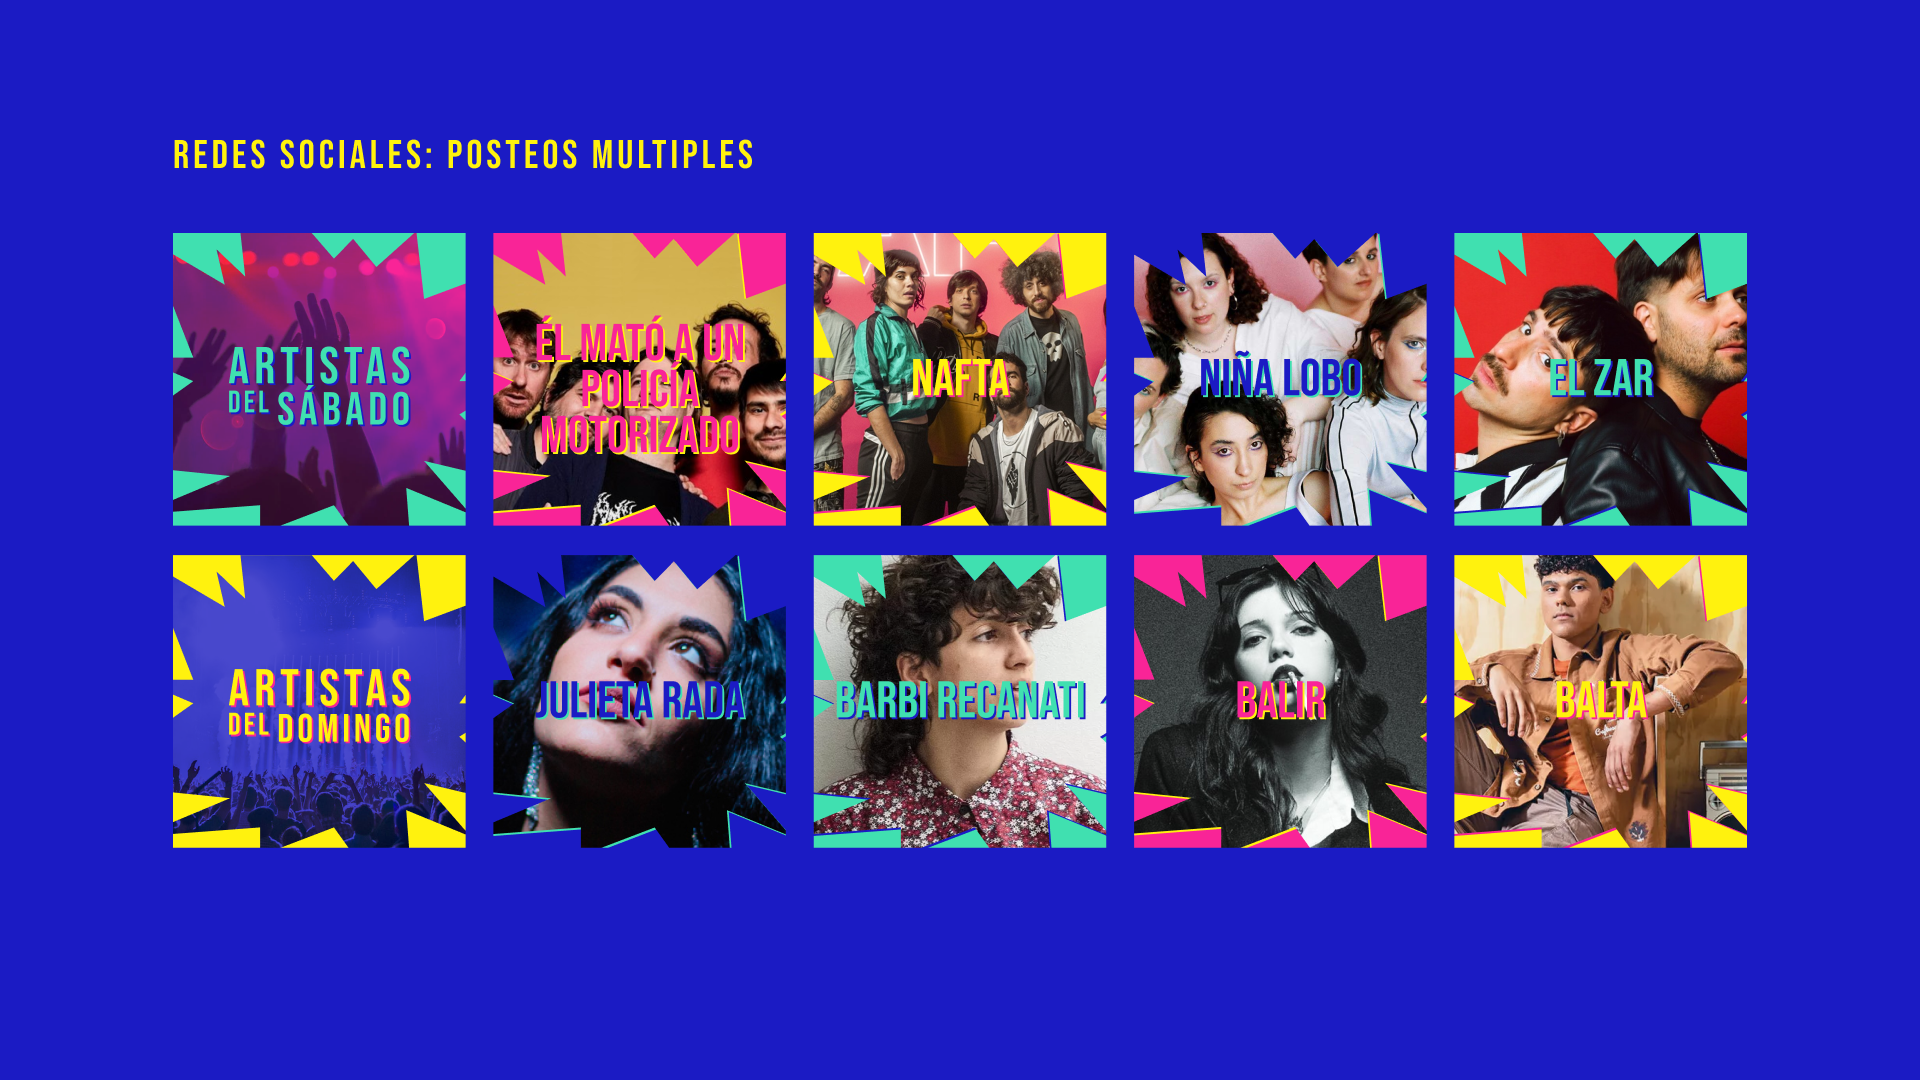 REDES SOCIALES: POSTEOS MULTIPLES
ARTISTAS
DEL SÁBADO
ÉL MATÓ A UN
POLICÍA
MOTORIZADO
NAFTA
NIÑA LOBO
EL ZAR
ARTISTAS
DEL DOMINGO
JULIETA RADA
BARBI RECANATI
BALIR
BALTA